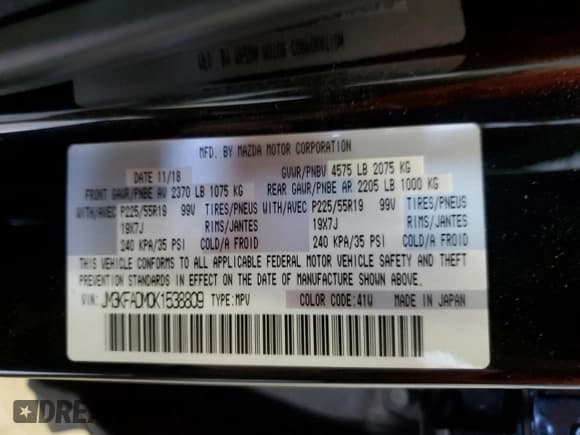 MFD. BY MAZDA MOTOR CORPORATION
DATE 11/18 GVWR/PNBV 4575 LB 2075 KG
FRONT GAWR/PNBE AV 2370 LB 1075 KG REAR GAWR/PNBE AR 2205 LB 1000 KG
WITH/AVEC P225/55R19 99V TIRES/PNEUS WITH/AVEC P225/55R19 99V TIRES/PNEUS
19X7J RIMS/JANTES 19X7J RIMS/JANTES
240 KPA/35 PSI COLD/A FROID 240 KPA/35 PSI COLD/A FROID
THIS VEHICLE CONFORMS TO ALL APPLICABLE FEDERAL MOTOR VEHICLE SAFETY AND THEFT
PREVENTION STANDARDS IN EFFECT ON THE DATE OF MANUFACTURE SHOWN ABOVE.
VIN: JM3KFADM0K1538809 TYPE: MPV COLOR CODE: 41W MADE IN JAPAN